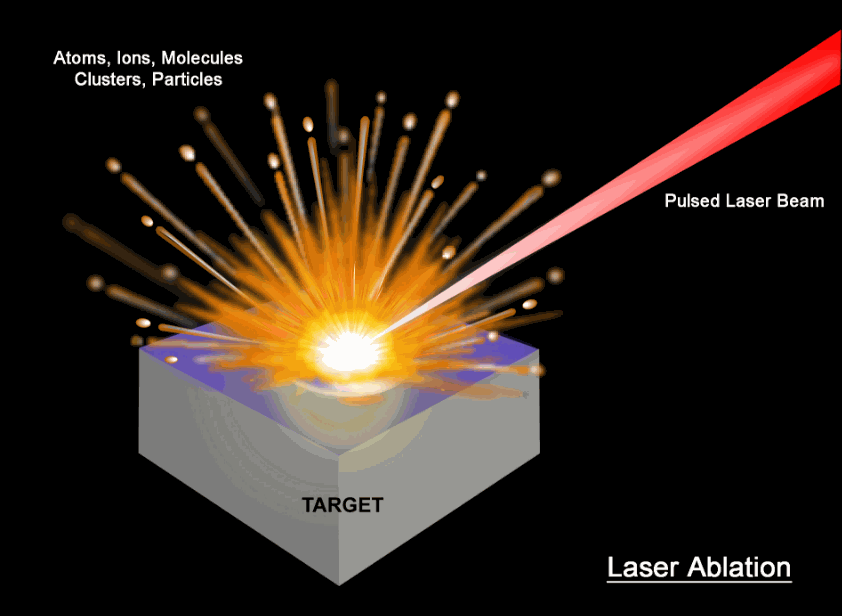 Atoms, Ions, Molecules
Clusters, Particles
Pulsed Laser Beam
TARGET
Laser Ablation